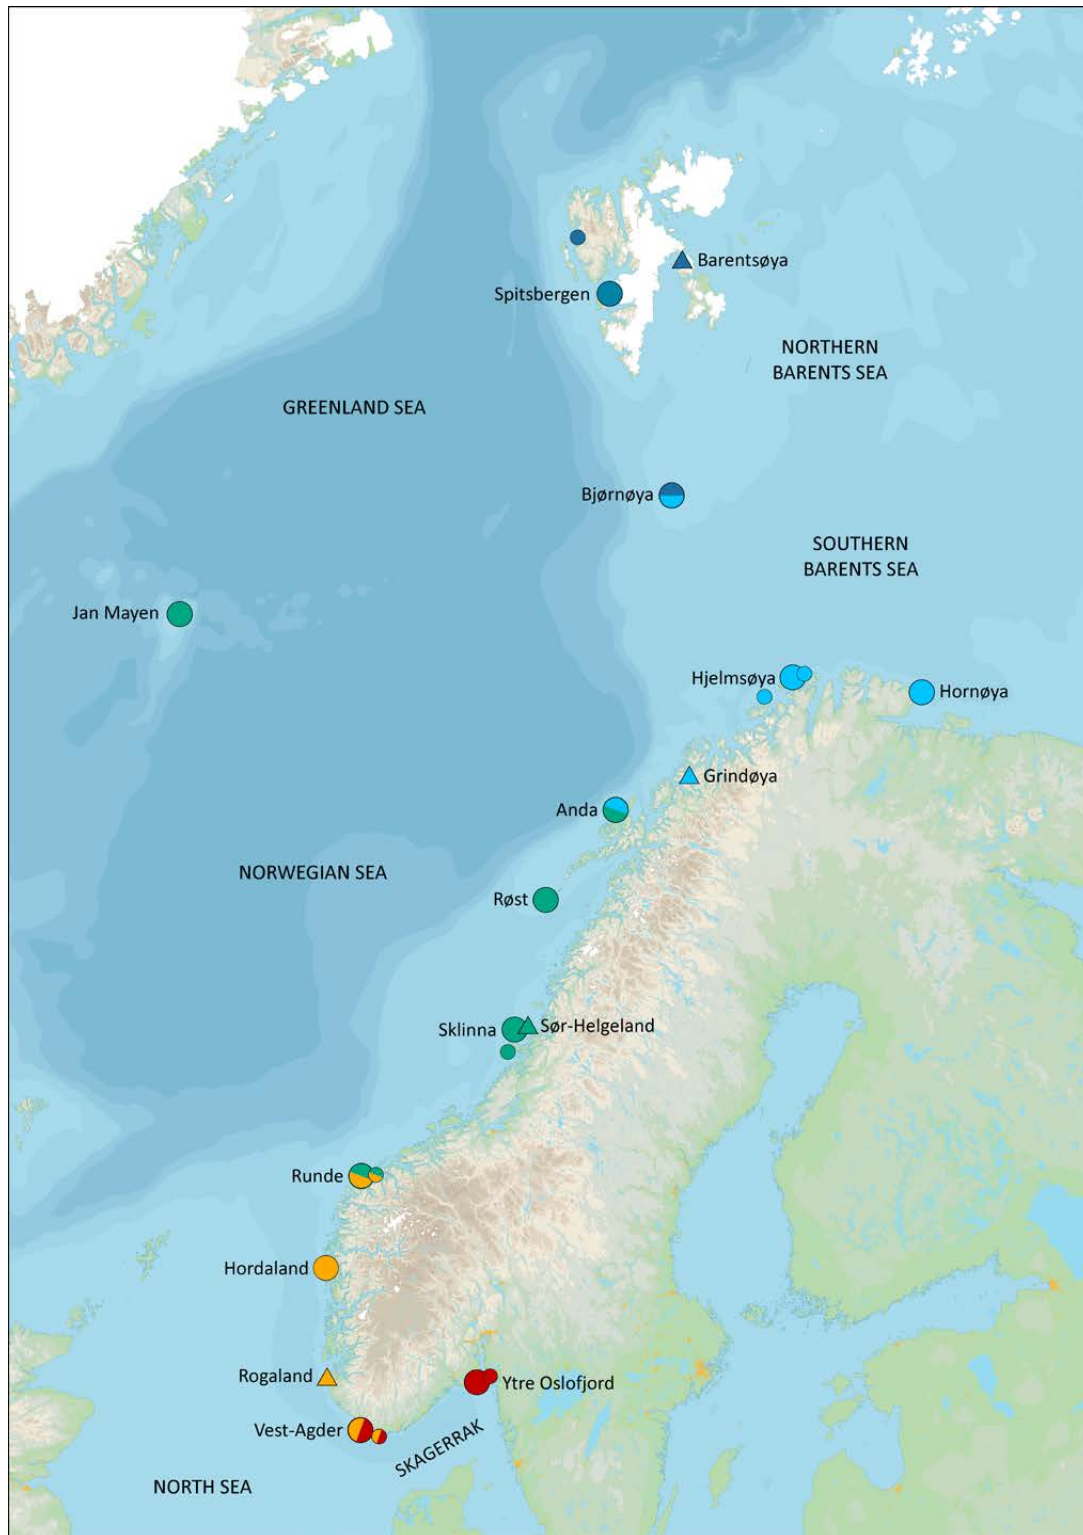 Barentsøya
Spitsbergen
NORTHERN
BARENTS SEA
GREENLAND SEA
Bjørnøya
SOUTHERN
BARENTS SEA
Jan Mayen
Hjelmsøya
Hornøya
Grindøya
Anda
NORWEGIAN SEA
Røst
Sklinna
Sør-Helgeland
Runde
Hordaland
Rogaland
Ytre Oslofjord
Vest-Agder
SKAGERRAK
NORTH SEA